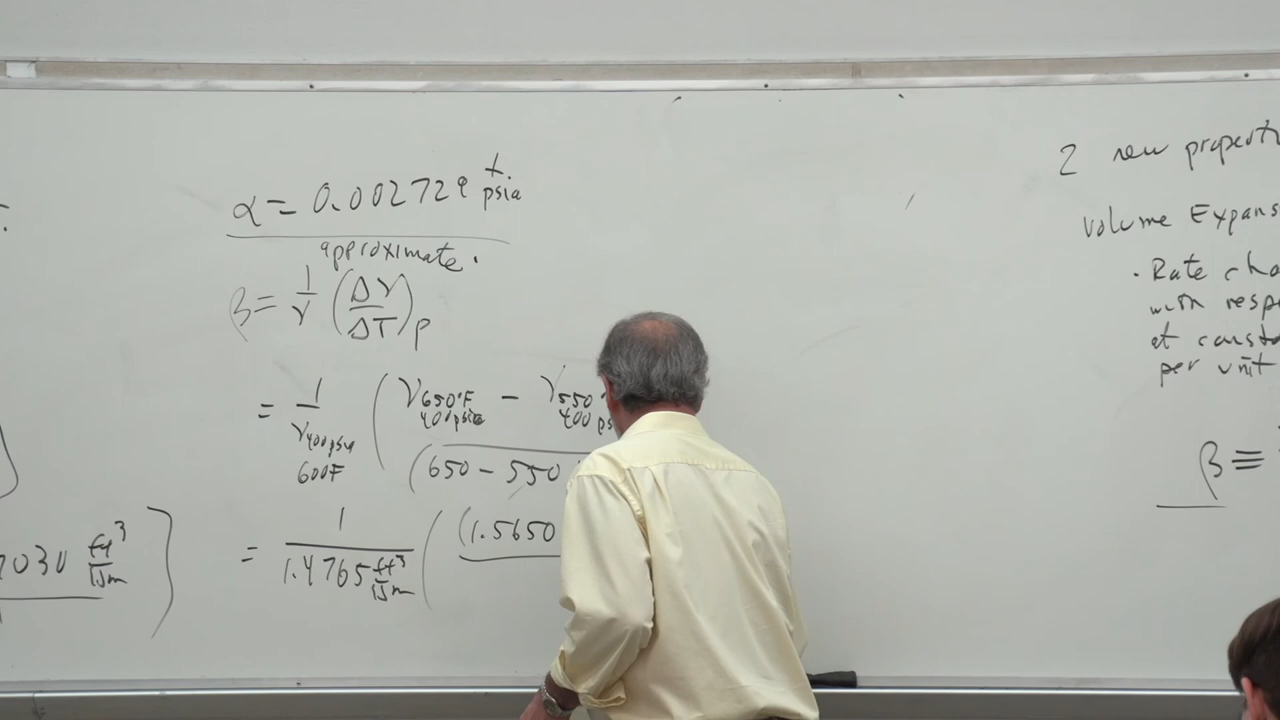 α = 0.002729 1/psia
approximate.
β = 1/v (Δv/ΔT)p
= 1/v400psia 600F ( v650°F 400psia - v550 400 ps
(650 - 550
= 1/1.4765 ft³/lbm ( (1.5650
030 ft³/lbm )
2 new properti
volume Expans
. Rate cha
with resp
at const
per unit
β ≡